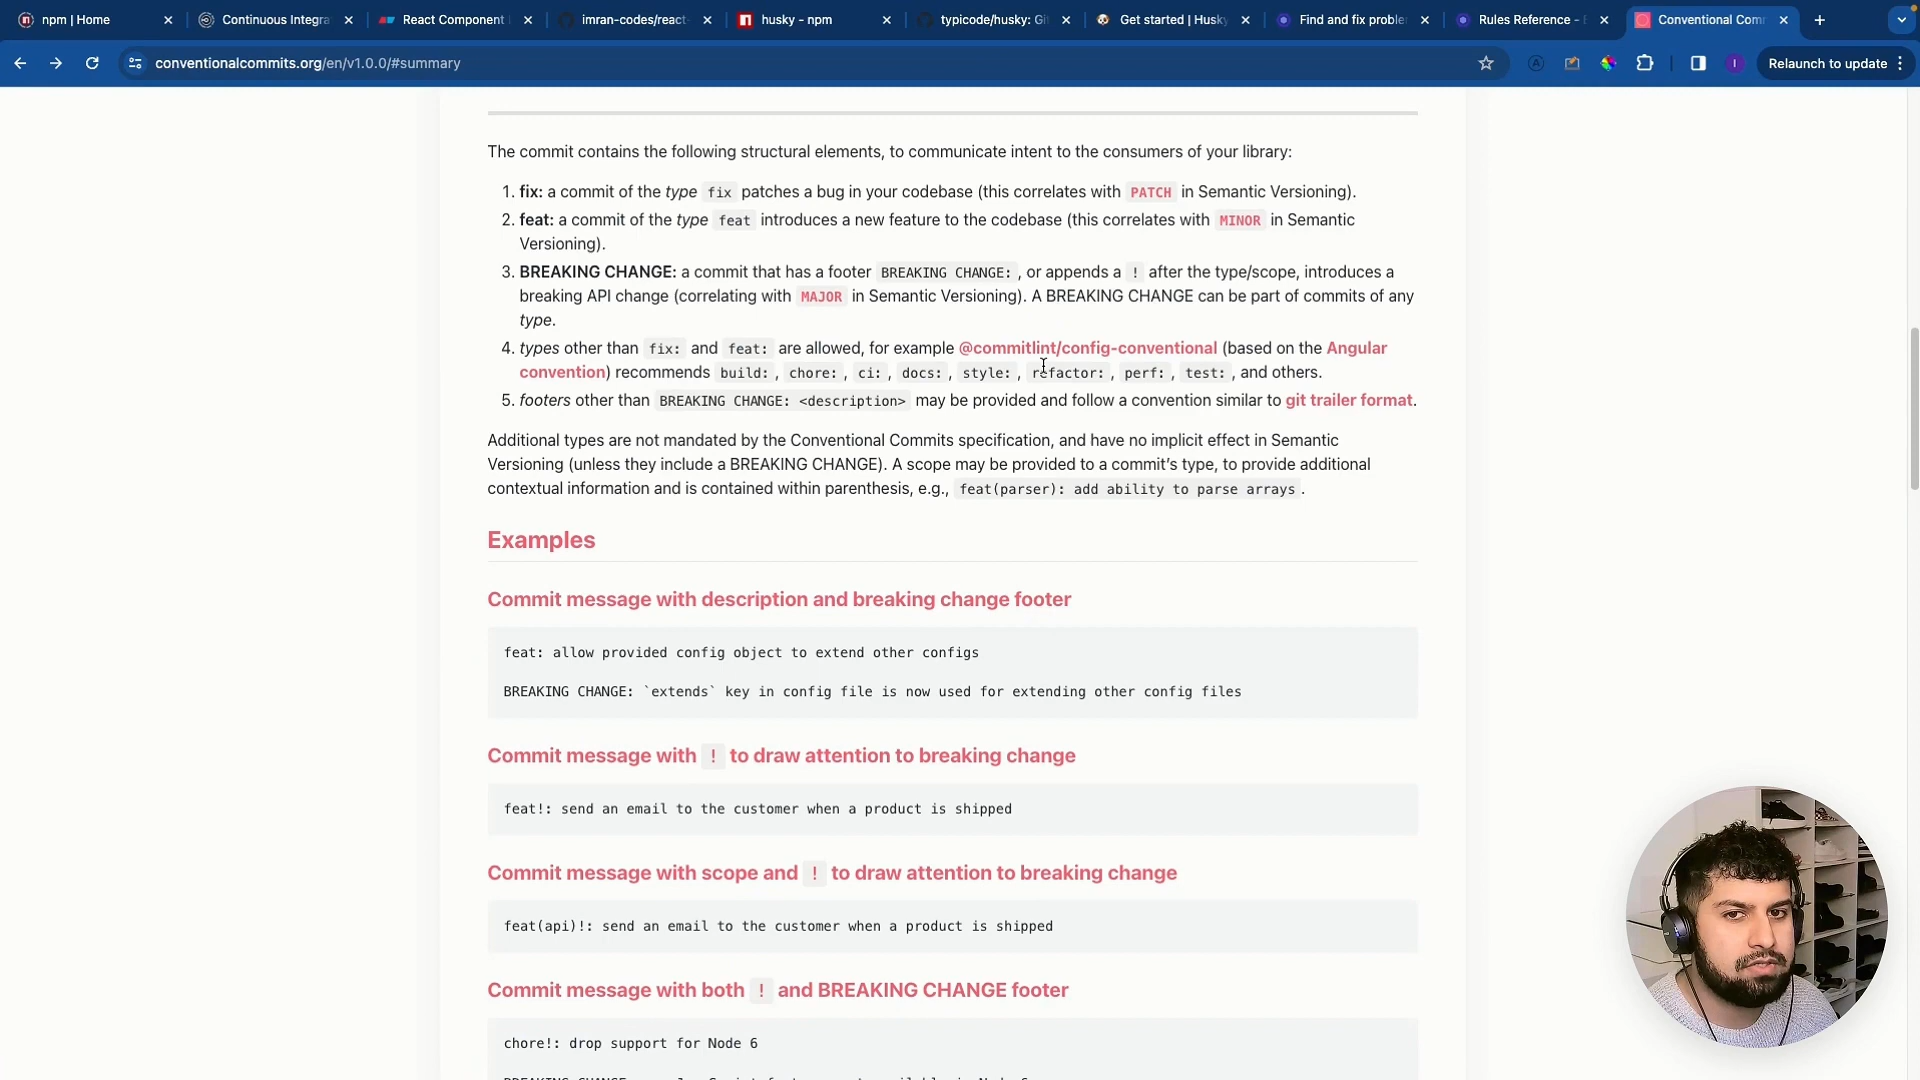 npm | Home
Continuous Integra
React Component
imran-codes/react-
husky - npm
typicode/husky: Gi
Get started | Husky
Find and fix proble
Rules Reference -
Conventional Com
conventionalcommits.org/en/v1.0.0/#summary
Relaunch to update
The commit contains the following structural elements, to communicate intent to the consumers of your library:
1. fix: a commit of the type fix patches a bug in your codebase (this correlates with PATCH in Semantic Versioning).
2. feat: a commit of the type feat introduces a new feature to the codebase (this correlates with MINOR in Semantic
Versioning).
3. BREAKING CHANGE: a commit that has a footer BREAKING CHANGE:, or appends a ! after the type/scope, introduces a
breaking API change (correlating with MAJOR in Semantic Versioning). A BREAKING CHANGE can be part of commits of any
type.
4. types other than fix: and feat: are allowed, for example @commitlint/config-conventional (based on the Angular
convention) recommends build:, chore:, ci:, docs:, style:, refactor:, perf:, test:, and others.
5. footers other than BREAKING CHANGE: <description> may be provided and follow a convention similar to git trailer format.
Additional types are not mandated by the Conventional Commits specification, and have no implicit effect in Semantic
Versioning (unless they include a BREAKING CHANGE). A scope may be provided to a commit’s type, to provide additional
contextual information and is contained within parenthesis, e.g., feat(parser): add ability to parse arrays.
Examples
Commit message with description and breaking change footer
feat: allow provided config object to extend other configs
BREAKING CHANGE: `extends` key in config file is now used for extending other config files
Commit message with ! to draw attention to breaking change
feat!: send an email to the customer when a product is shipped
Commit message with scope and ! to draw attention to breaking change
feat(api)!: send an email to the customer when a product is shipped
Commit message with both ! and BREAKING CHANGE footer
chore!: drop support for Node 6